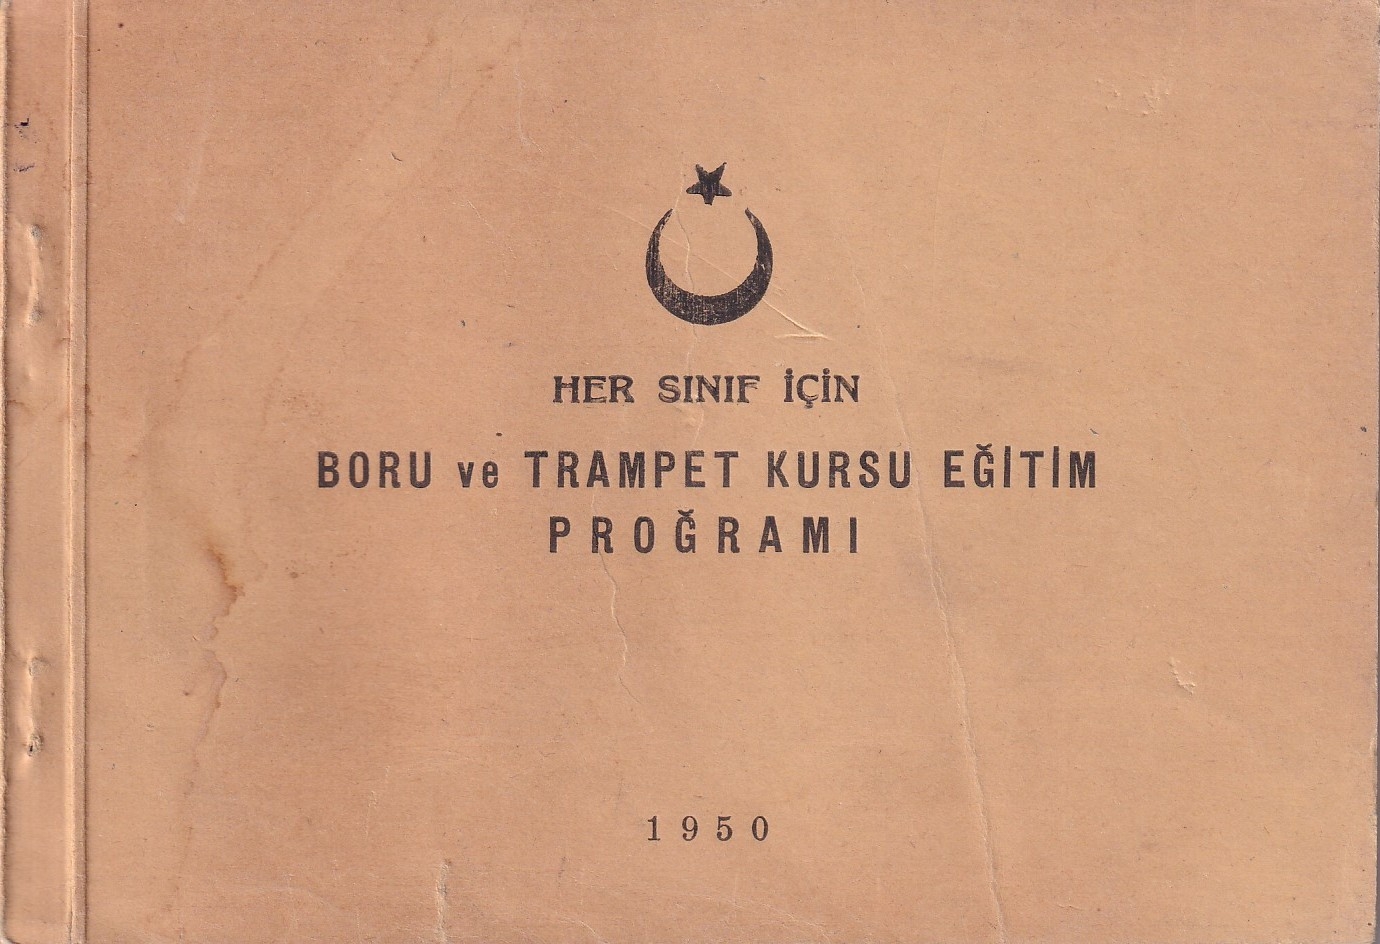 HER SINIF İÇİN
BORU ve TRAMPET KURSU EĞİTİM
PROĞRAMI
1950